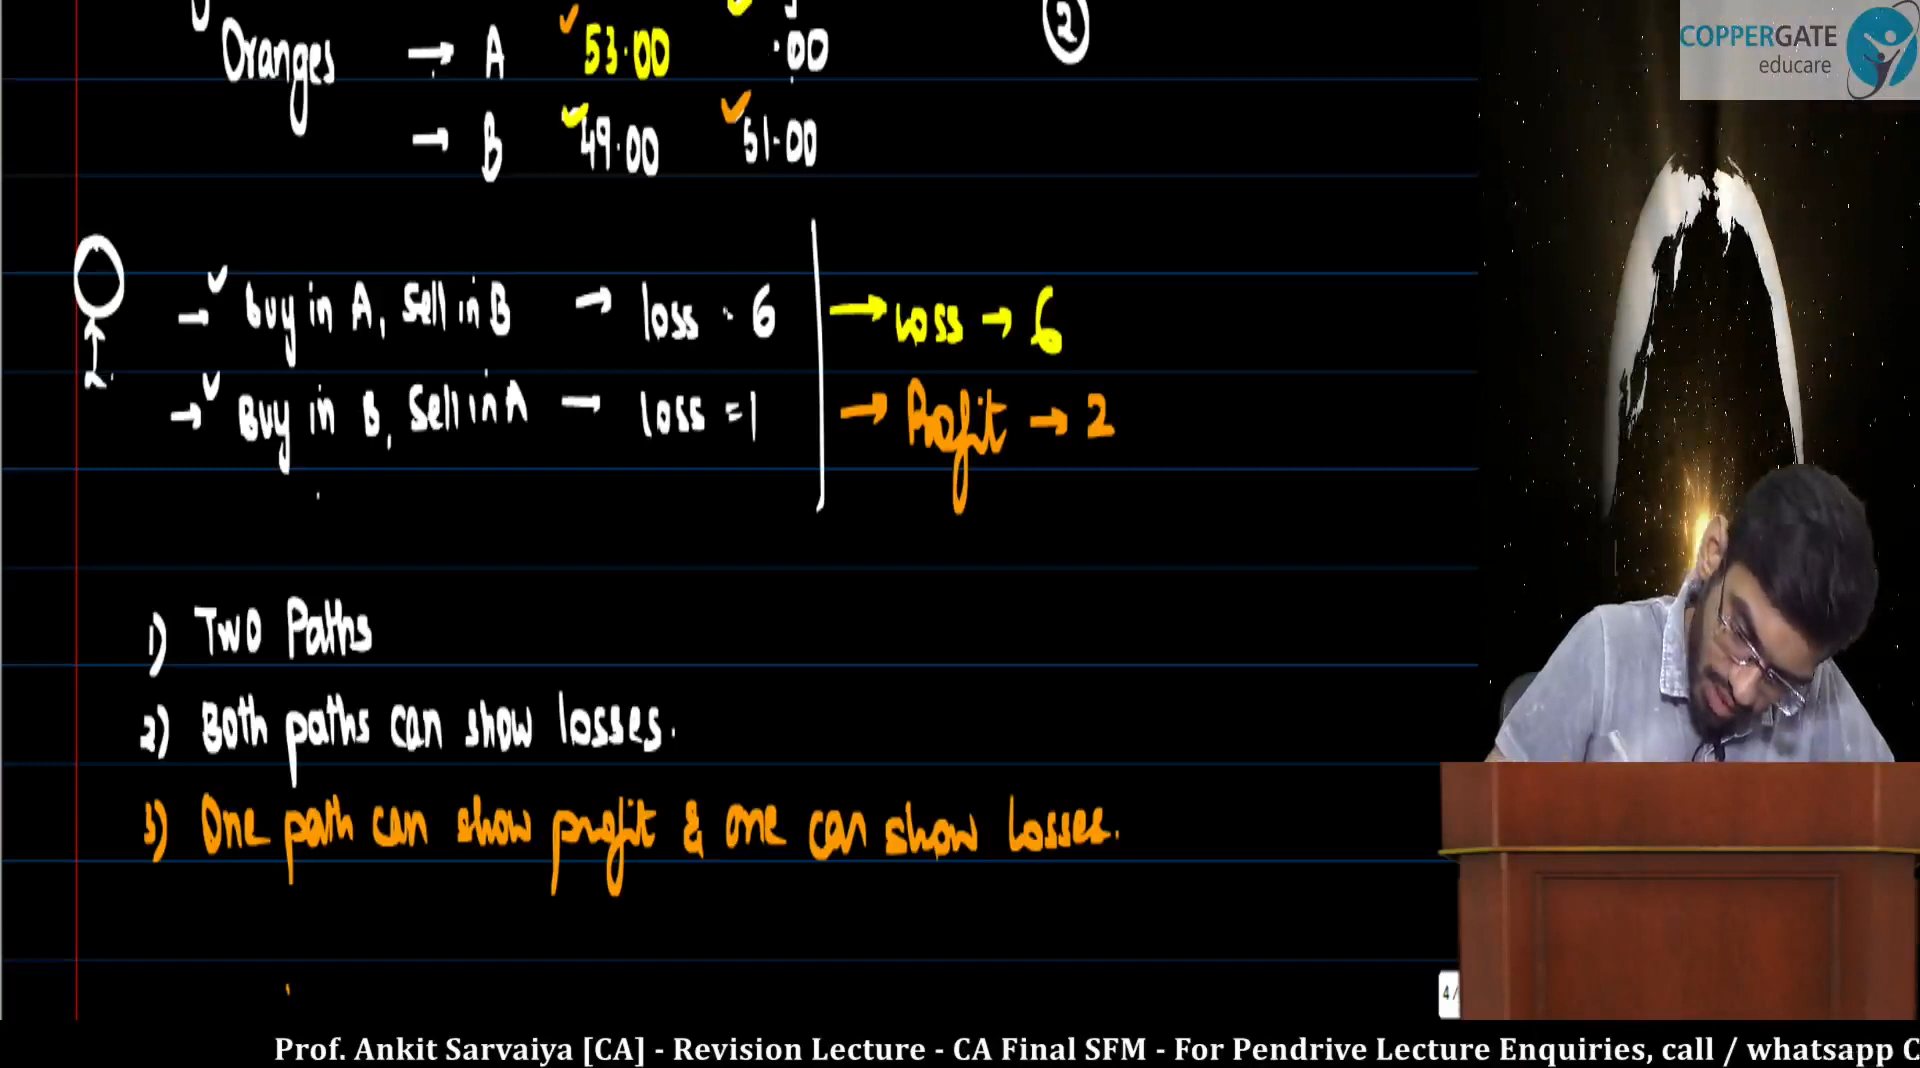 ②
COPPERGATE
educare
Oranges → A 53.00 .00
→ B 49.00 51.00
→ Buy in A, Sell in B → loss - 6 → Loss → 6
→ Buy in B, Sell in A — loss = 1 → Profit → 2
1) Two Paths
2) Both paths can show losses.
3) One path can show profit & one can show losses.
4/
Prof. Ankit Sarvaiya [CA] - Revision Lecture - CA Final SFM - For Pendrive Lecture Enquiries, call / whatsapp C